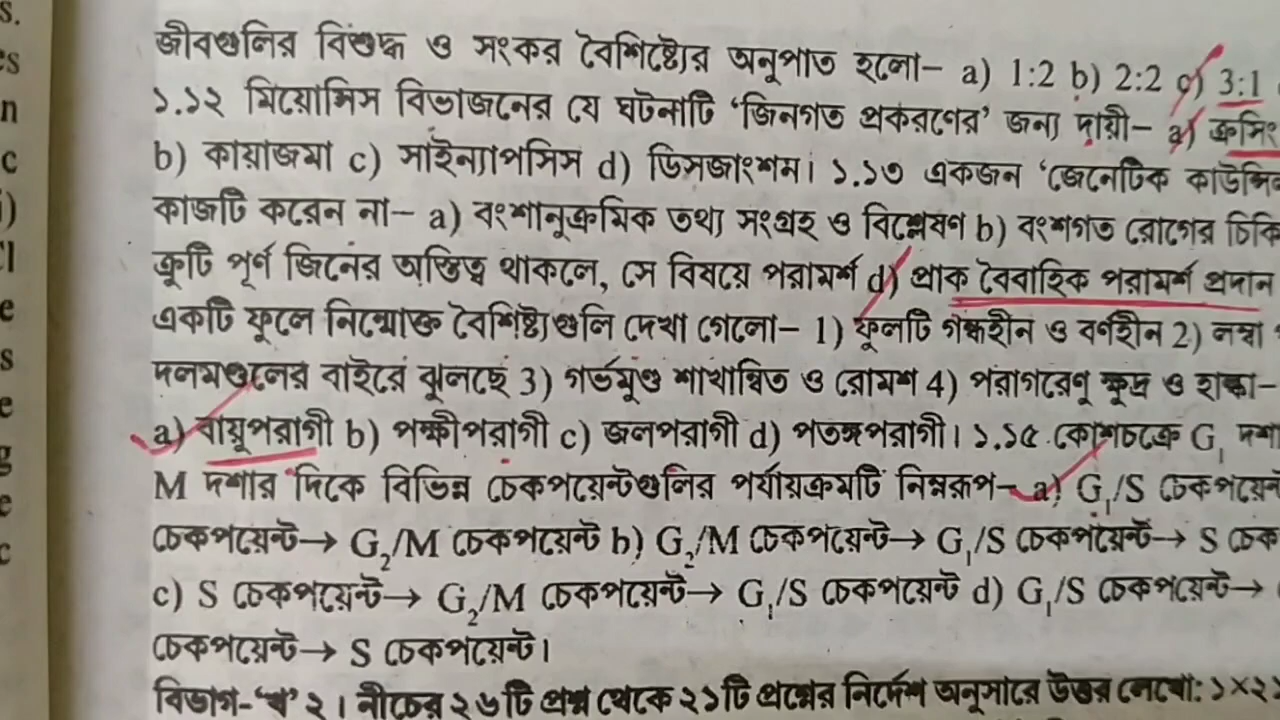 s.
es
n
c
i)
l
e
s
e
g
e
c
জীবগুলির বিশুদ্ধ ও সংকর বৈশিষ্ট্যের অনুপাত হলো– a) 1:2 b) 2:2 c) 3:1
১.১২ মিয়োসিস বিভাজনের যে ঘটনাটি ‘জিনগত প্রকরণের’ জন্য দায়ী– a) ক্রসিং
b) কায়াজমা c) সাইন্যাপসিস d) ডিসজাংশম। ১.১৩ একজন ‘জেনেটিক কাউন্সি
কাজটি করেন না– a) বংশানুক্রমিক তথ্য সংগ্রহ ও বিশ্লেষণ b) বংশগত রোগের চিকি
ত্রুটি পূর্ণ জিনের অস্তিত্ব থাকলে, সে বিষয়ে পরামর্শ d) প্রাক বৈবাহিক পরামর্শ প্রদান
একটি ফুলে নিম্নোক্ত বৈশিষ্ট্যগুলি দেখা গেলো– 1) ফুলটি গন্ধহীন ও বর্ণহীন 2) লম্বা
দলমণ্ডলের বাইরে ঝুলছে 3) গর্ভমুণ্ড শাখান্বিত ও রোমশ 4) পরাগরেণু ক্ষুদ্র ও হাল্কা–
a) বায়ুপরাগী b) পক্ষীপরাগী c) জলপরাগী d) পতঙ্গপরাগী। ১.১৫ কোশচক্রে G₁ দশা
M দশার দিকে বিভিন্ন চেকপয়েন্টগুলির পর্যায়ক্রমটি নিম্নরূপ– a) G₁/S চেকপয়েন
চেকপয়েন্ট→ G₂/M চেকপয়েন্ট b) G₂/M চেকপয়েন্ট→ G₁/S চেকপয়েন্ট→ S চেক
c) S চেকপয়েন্ট→ G₂/M চেকপয়েন্ট→ G₁/S চেকপয়েন্ট d) G₁/S চেকপয়েন্ট→
চেকপয়েন্ট→ S চেকপয়েন্ট।
বিভাগ-‘খ’ ২। নীচের ২৬টি প্রশ্ন থেকে ২১টি প্রশ্নের নির্দেশ অনুসারে উত্তর লেখো: ১×২১